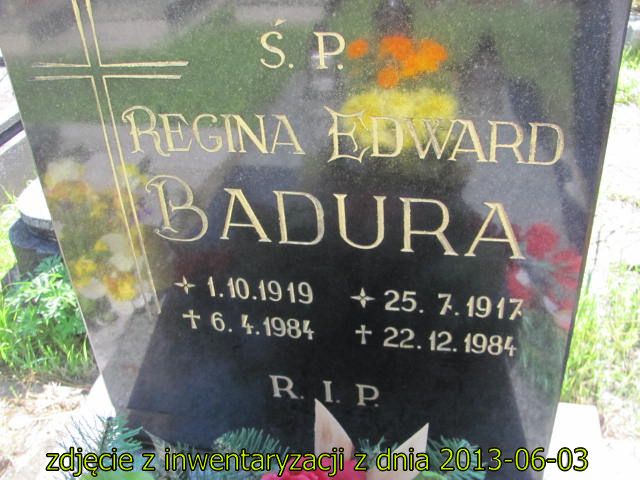 Ś. P.
REGINA EDWARD
BADURA
✧ 1.10.1919 ✧ 25. 7. 1917
✝ 6. 4. 1984 ✝ 22. 12. 1984
R. I. P.
zdjęcie z inwentaryzacji z dnia 2013-06-03